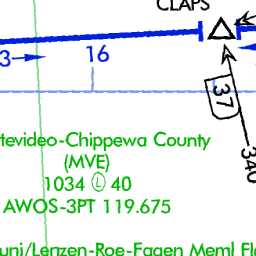 CLAPS
3
16
37
340
tevideo-Chippewa County
(MVE)
1034 L 40
AWOS-3PT 119.675
uni/Lenzen-Roe-Fagen Meml Fl